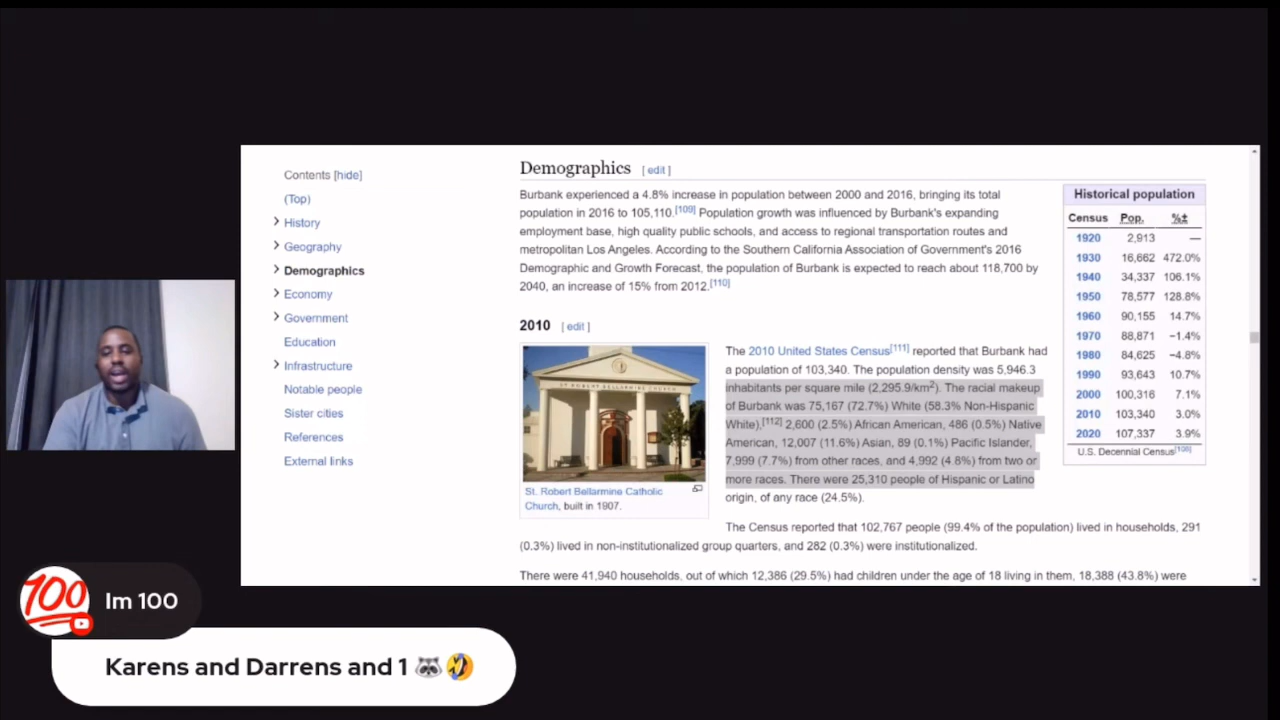 Contents [hide]
(Top)
History
Geography
Demographics
Economy
Government
Education
Infrastructure
Notable people
Sister cities
References
External links
Demographics [ edit ]
Burbank experienced a 4.8% increase in population between 2000 and 2016, bringing its total
population in 2016 to 105,110.[109] Population growth was influenced by Burbank's expanding
employment base, high quality public schools, and access to regional transportation routes and
metropolitan Los Angeles. According to the Southern California Association of Government's 2016
Demographic and Growth Forecast, the population of Burbank is expected to reach about 118,700 by
2040, an increase of 15% from 2012.[110]
Historical population
Census Pop. %±
1920 2,913 —
1930 16,662 472.0%
1940 34,337 106.1%
1950 78,577 128.8%
1960 90,155 14.7%
1970 88,871 −1.4%
1980 84,625 −4.8%
1990 93,643 10.7%
2000 100,316 7.1%
2010 103,340 3.0%
2020 107,337 3.9%
U.S. Decennial Census[108]
2010 [ edit ]
ST. ROBERT BELLARMINE CHURCH
St. Robert Bellarmine Catholic
Church, built in 1907.
The 2010 United States Census[111] reported that Burbank had
a population of 103,340. The population density was 5,946.3
inhabitants per square mile (2,295.9/km2). The racial makeup
of Burbank was 75,167 (72.7%) White (58.3% Non-Hispanic
White),[112] 2,600 (2.5%) African American, 486 (0.5%) Native
American, 12,007 (11.6%) Asian, 89 (0.1%) Pacific Islander,
7,999 (7.7%) from other races, and 4,992 (4.8%) from two or
more races. There were 25,310 people of Hispanic or Latino
origin, of any race (24.5%).
The Census reported that 102,767 people (99.4% of the population) lived in households, 291
(0.3%) lived in non-institutionalized group quarters, and 282 (0.3%) were institutionalized.
There were 41,940 households, out of which 12,386 (29.5%) had children under the age of 18 living in them, 18,388 (43.8%) were
100
Im 100
Karens and Darrens and 1 🦝 🤣